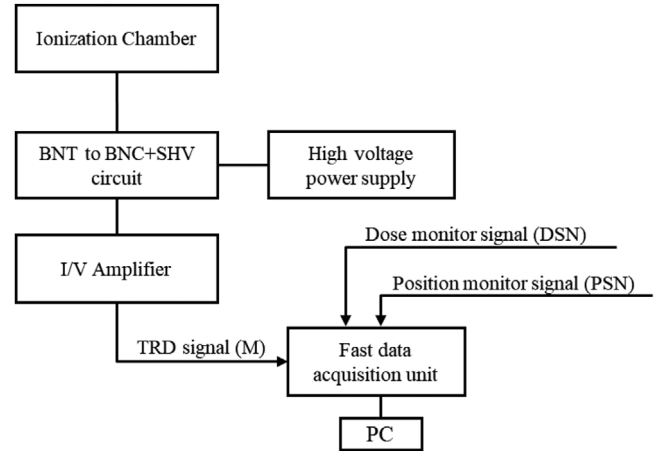 Ionization Chamber
BNT to BNC+SHV
circuit
High voltage
power supply
Dose monitor signal (DSN)
I/V Amplifier
Position monitor signal (PSN)
TRD signal (M)
Fast data
acquisition unit
PC